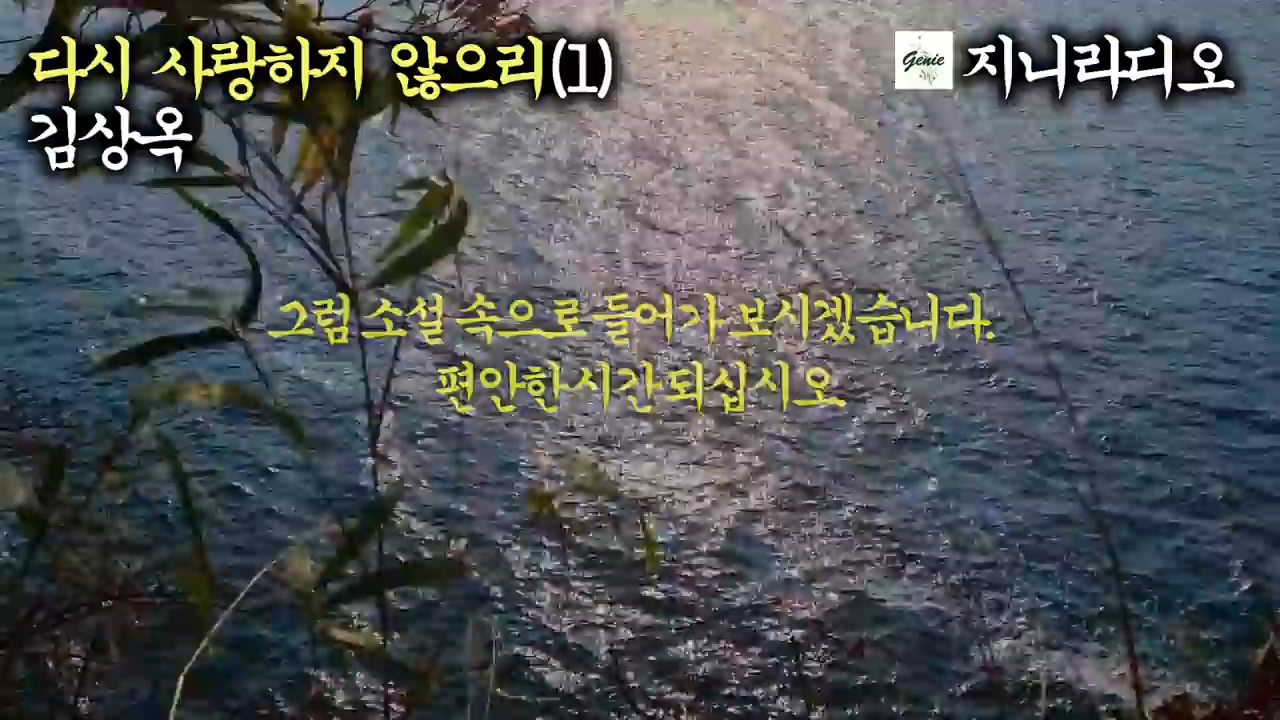 다시 사랑하지 않으리(1)
김상옥
Genie
지니라디오
그럼 소설 속으로 들어가 보시겠습니다.
편안한 시간 되십시오